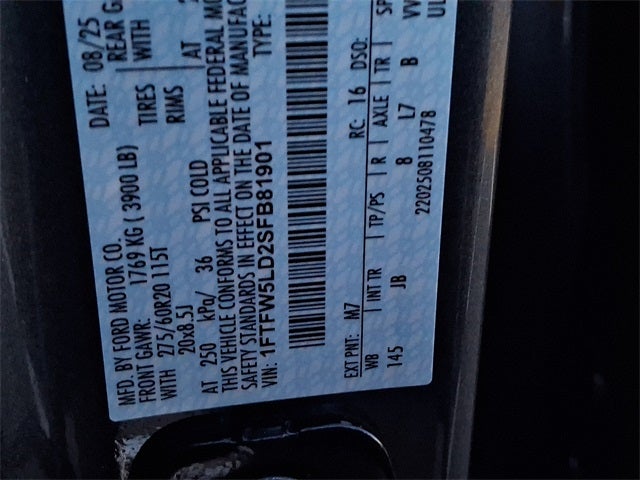 MFD. BY FORD MOTOR CO.
DATE: 08/25
FRONT GAWR: 1769 KG ( 3900 LB)
REAR
WITH 275/60R20 115T TIRES WITH
20x8.5J RIMS
AT 250 kPa/ 36 PSI COLD AT
THIS VEHICLE CONFORMS TO ALL APPLICABLE FEDERAL
SAFETY STANDARDS IN EFFECT ON THE DATE OF
VIN: 1FTFW5LD2SFB81901 TYPE:
EXT PNT: M7 RC: 16 DSO:
WB INT TR TP/PS R AXLE TR
145 JB 8 L7 B
2202508110478